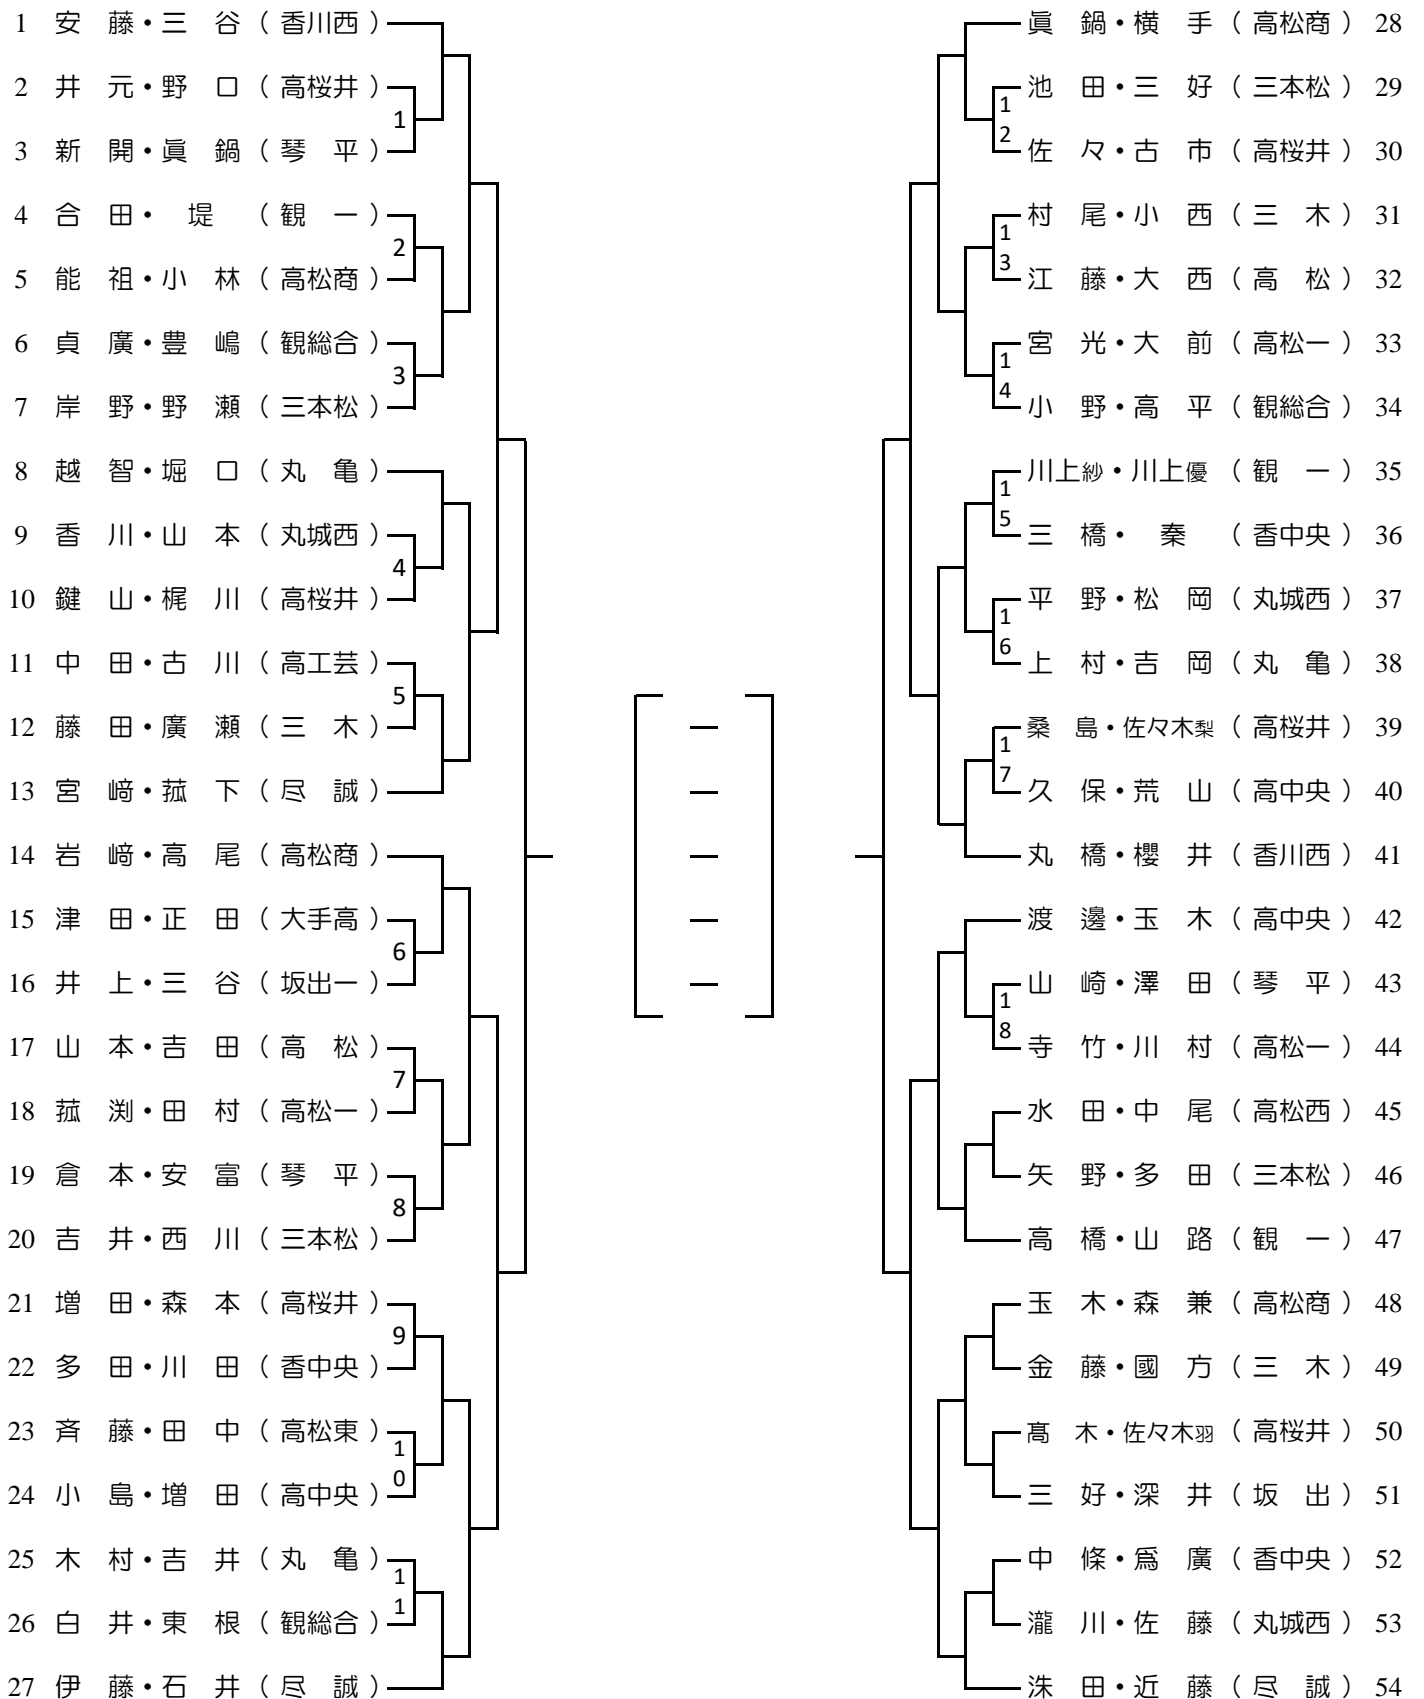 1 安 藤・三 谷 ( 香川西 )
2 井 元・野 口 ( 高桜井 )
1
3 新 開・眞 鍋 ( 琴 平 )
4 合 田・ 堤 ( 観 一 )
2
5 能 祖・小 林 ( 高松商 )
6 貞 廣・豊 嶋 ( 観総合 )
3
7 岸 野・野 瀬 ( 三本松 )
8 越 智・堀 口 ( 丸 亀 )
9 香 川・山 本 ( 丸城西 )
4
10 鍵 山・梶 川 ( 高桜井 )
11 中 田・古 川 ( 高工芸 )
5
12 藤 田・廣 瀬 ( 三 木 )
13 宮 﨑・菰 下 ( 尽 誠 )
14 岩 﨑・高 尾 ( 高松商 )
15 津 田・正 田 ( 大手高 )
6
16 井 上・三 谷 ( 坂出一 )
17 山 本・吉 田 ( 高 松 )
7
18 菰 渕・田 村 ( 高松一 )
19 倉 本・安 富 ( 琴 平 )
8
20 吉 井・西 川 ( 三本松 )
21 増 田・森 本 ( 高桜井 )
9
22 多 田・川 田 ( 香中央 )
23 斉 藤・田 中 ( 高松東 )
10
24 小 島・増 田 ( 高中央 )
25 木 村・吉 井 ( 丸 亀 )
11
26 白 井・東 根 ( 観総合 )
27 伊 藤・石 井 ( 尽 誠 )
—
—
—
—
—
眞 鍋・横 手 ( 高松商 ) 28
池 田・三 好 ( 三本松 ) 29
12
佐 々・古 市 ( 高桜井 ) 30
村 尾・小 西 ( 三 木 ) 31
13
江 藤・大 西 ( 高 松 ) 32
宮 光・大 前 ( 高松一 ) 33
14
小 野・高 平 ( 観総合 ) 34
川上紗・川上優 ( 観 一 ) 35
15
三 橋・ 秦 ( 香中央 ) 36
平 野・松 岡 ( 丸城西 ) 37
16
上 村・吉 岡 ( 丸 亀 ) 38
桑 島・佐々木梨 ( 高桜井 ) 39
17
久 保・荒 山 ( 高中央 ) 40
丸 橋・櫻 井 ( 香川西 ) 41
渡 邊・玉 木 ( 高中央 ) 42
山 崎・澤 田 ( 琴 平 ) 43
18
寺 竹・川 村 ( 高松一 ) 44
水 田・中 尾 ( 高松西 ) 45
矢 野・多 田 ( 三本松 ) 46
高 橋・山 路 ( 観 一 ) 47
玉 木・森 兼 ( 高松商 ) 48
金 藤・國 方 ( 三 木 ) 49
髙 木・佐々木羽 ( 高桜井 ) 50
三 好・深 井 ( 坂 出 ) 51
中 條・爲 廣 ( 香中央 ) 52
瀧 川・佐 藤 ( 丸城西 ) 53
洙 田・近 藤 ( 尽 誠 ) 54